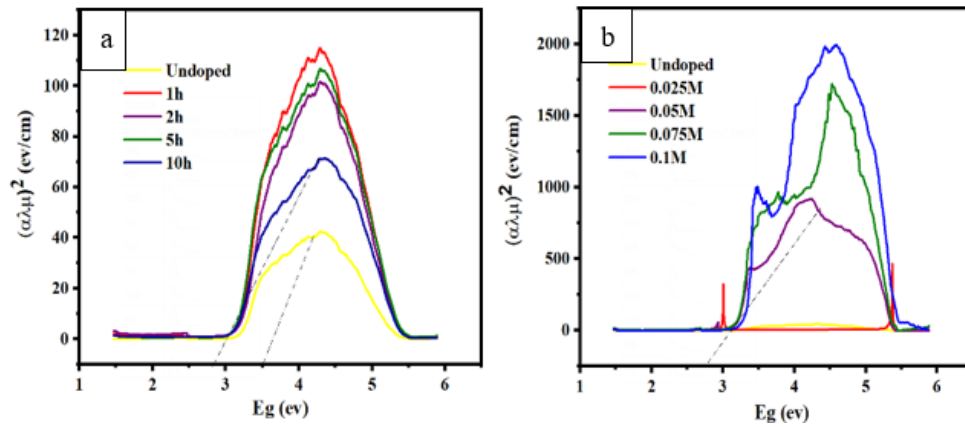 a
Undoped
1h
2h
5h
10h
(αλμ)² (ev/cm)
120
100
80
60
40
20
0
1 2 3 4 5 6
Eg (ev)
b
Undoped
0.025M
0.05M
0.075M
0.1M
(αλμ)² (ev/cm)
2000
1500
1000
500
0
1 2 3 4 5 6
Eg (ev)